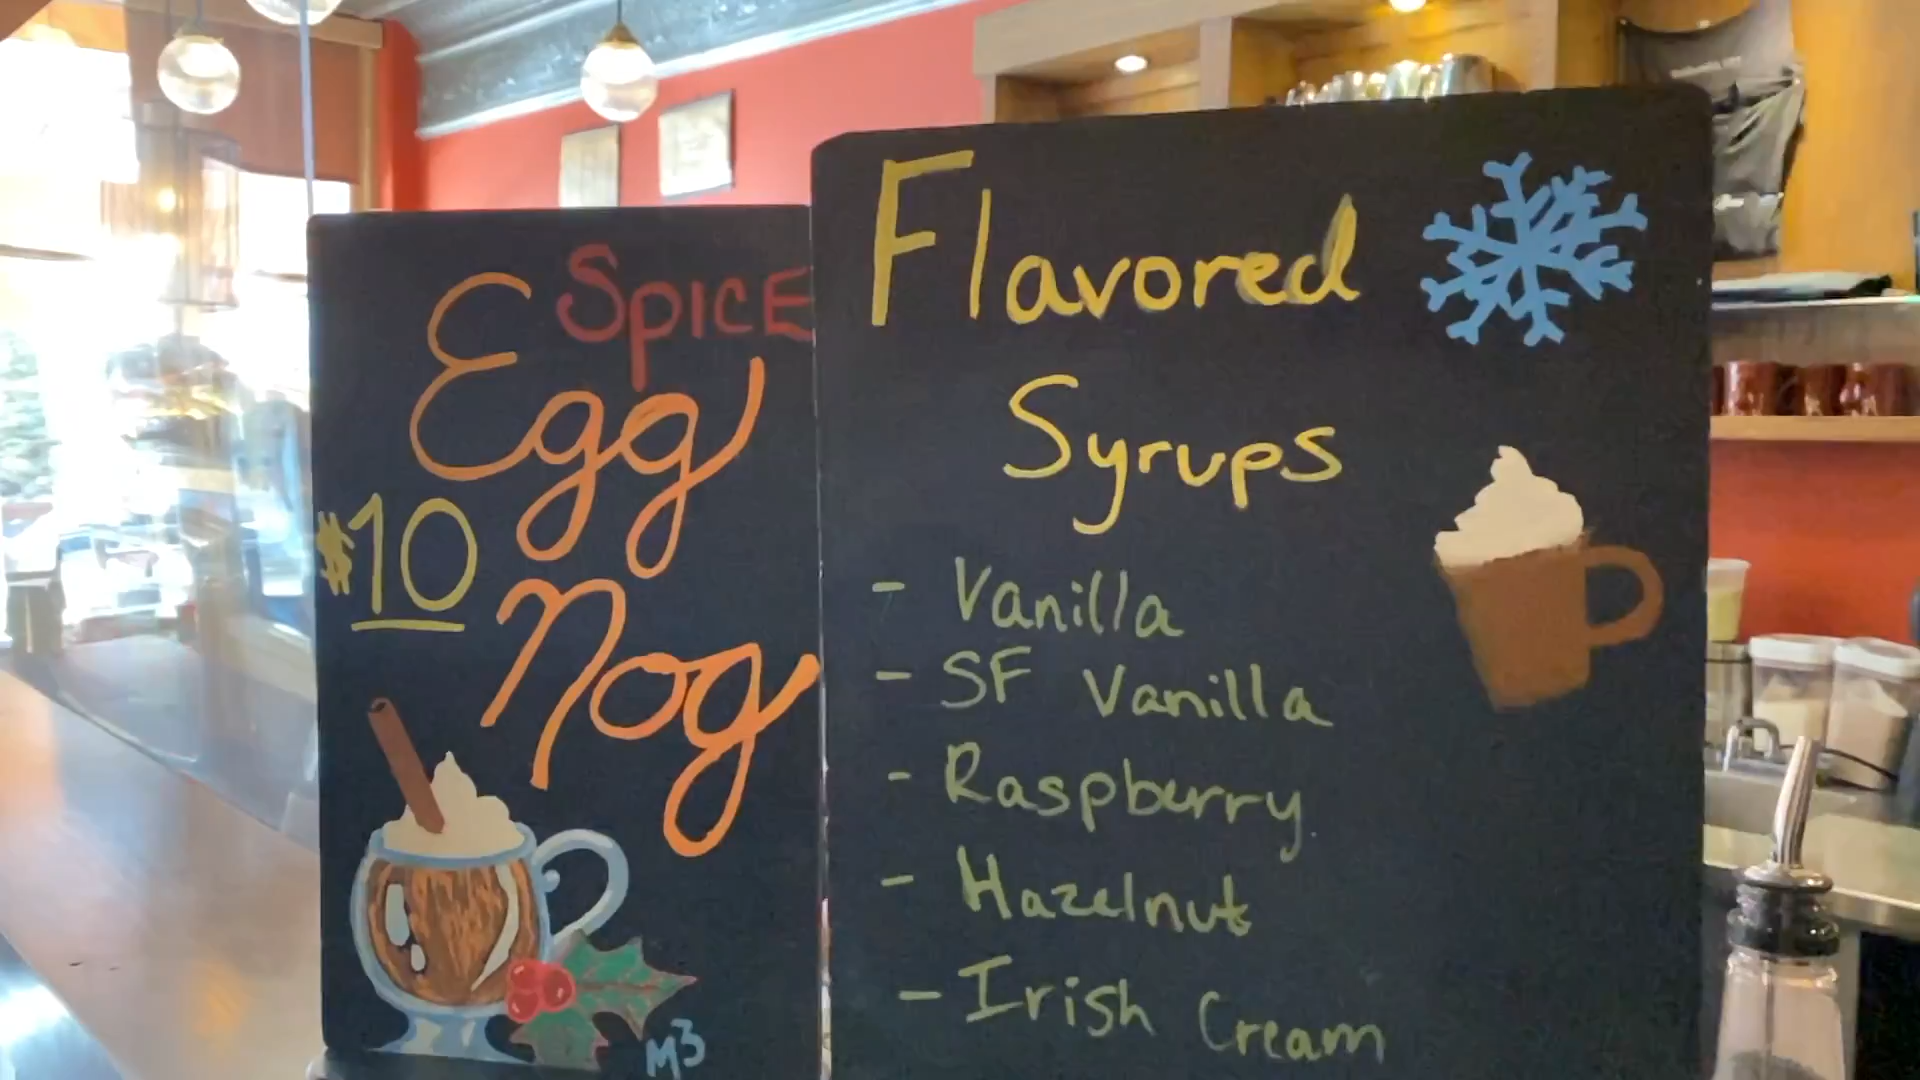 Spice
Egg
$10
Nog
M3
Flavored
Syrups
- Vanilla
- SF Vanilla
- Raspberry
- Hazelnut
- Irish Cream